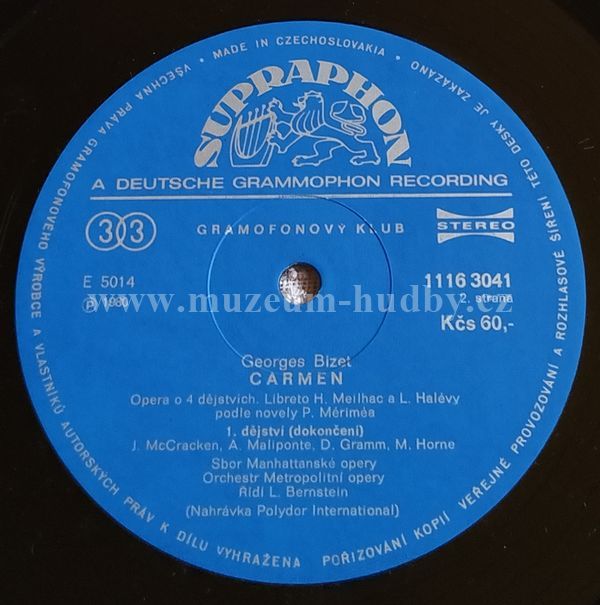 VŠECHNA PRÁVA GRAMOFONOVÉHO VÝROBCE A VLASTNÍKŮ AUTORSKÝCH PRÁV K DÍLU VYHRAŽENA POŘIZOVÁNÍ KOPIÍ VEŘEJNÉ PROVOZOVÁNÍ A ROZHLASOVÉ ŠÍŘENÍ TÉTO DESKY JE ZAKÁZÁNO
• MADE IN CZECHOSLOVAKIA •
SUPRAPHON
A DEUTSCHE GRAMMOPHON RECORDING
33 GRAMOFONOVÝ KLUB STEREO
E 5014 1116 3041
Ⓟ 1980 2. strana
www.muzeum-hudby.cz
Kčs 60,-
Georges Bizet
CARMEN
Opera o 4 dějstvích. Libreto H. Meilhac a L. Halévy
podle novely P. Mériméa
1. dějství (dokončení)
J. McCracken, A. Maliponte, D. Gramm, M. Horne
Sbor Manhattanské opery
Orchestr Metropolitní opery
Řídí L. Bernstein
(Nahrávka Polydor International)